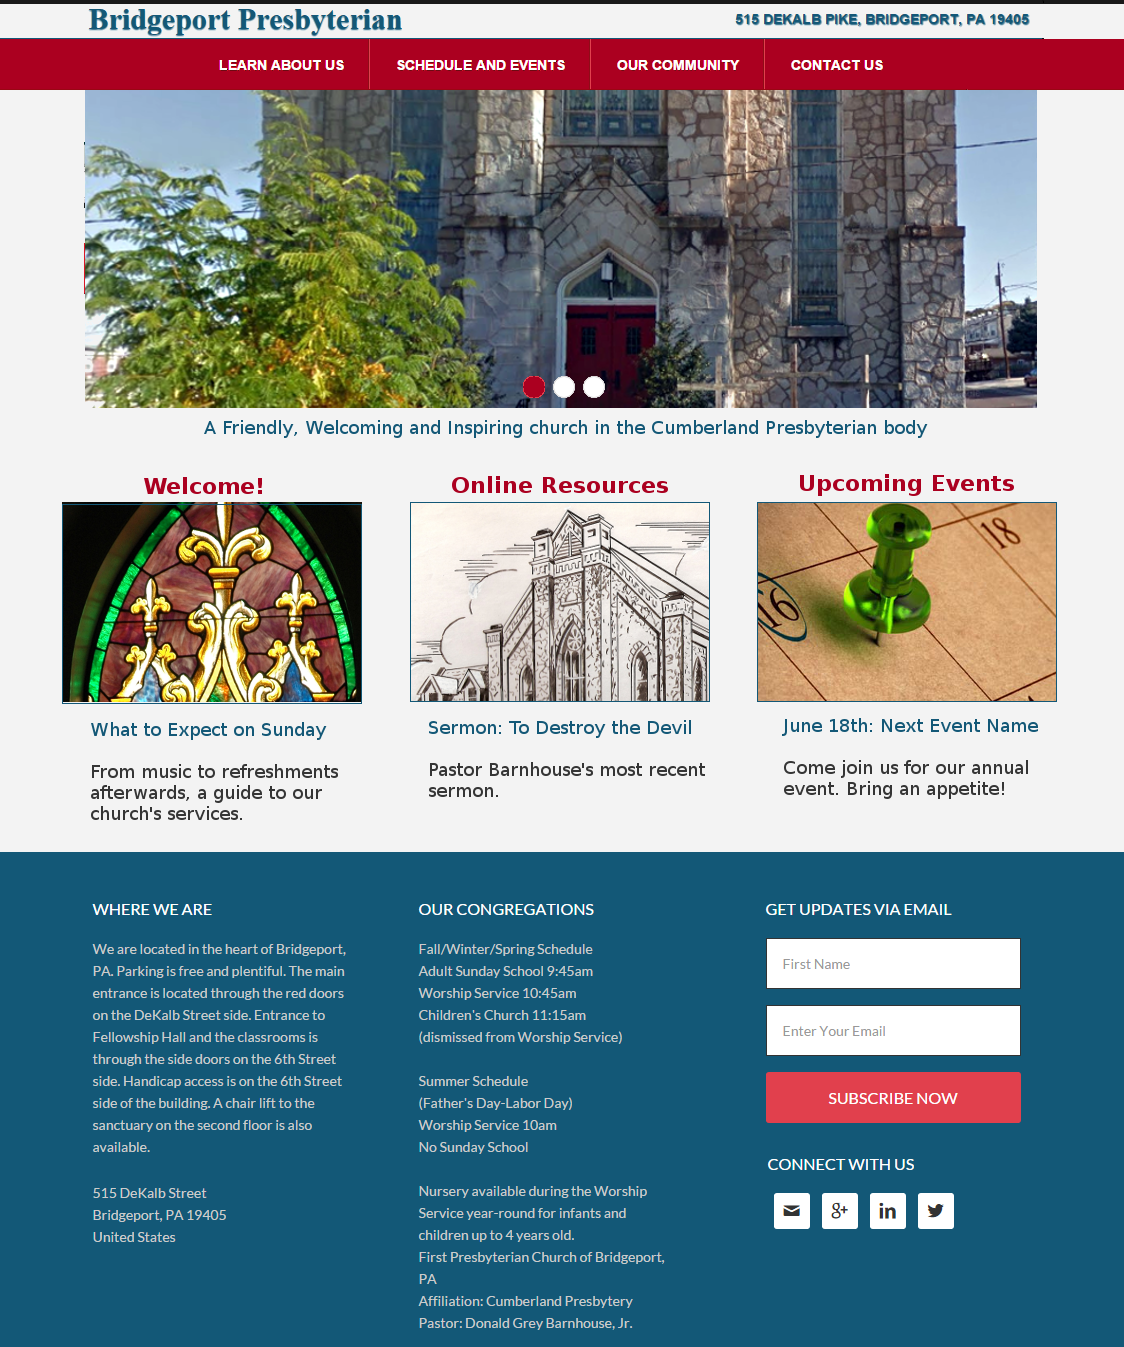 Bridgeport Presbyterian
515 DEKALB PIKE, BRIDGEPORT, PA 19405
LEARN ABOUT US
SCHEDULE AND EVENTS
OUR COMMUNITY
CONTACT US
A Friendly, Welcoming and Inspiring church in the Cumberland Presbyterian body
Welcome!
What to Expect on Sunday
From music to refreshments
afterwards, a guide to our
church's services.
Online Resources
Sermon: To Destroy the Devil
Pastor Barnhouse's most recent
sermon.
Upcoming Events
18
16
June 18th: Next Event Name
Come join us for our annual
event. Bring an appetite!
WHERE WE ARE
We are located in the heart of Bridgeport,
PA. Parking is free and plentiful. The main
entrance is located through the red doors
on the DeKalb Street side. Entrance to
Fellowship Hall and the classrooms is
through the side doors on the 6th Street
side. Handicap access is on the 6th Street
side of the building. A chair lift to the
sanctuary on the second floor is also
available.
515 DeKalb Street
Bridgeport, PA 19405
United States
OUR CONGREGATIONS
Fall/Winter/Spring Schedule
Adult Sunday School 9:45am
Worship Service 10:45am
Children's Church 11:15am
(dismissed from Worship Service)
Summer Schedule
(Father's Day-Labor Day)
Worship Service 10am
No Sunday School
Nursery available during the Worship
Service year-round for infants and
children up to 4 years old.
First Presbyterian Church of Bridgeport,
PA
Affiliation: Cumberland Presbytery
Pastor: Donald Grey Barnhouse, Jr.
GET UPDATES VIA EMAIL
First Name
Enter Your Email
SUBSCRIBE NOW
CONNECT WITH US
g+
in